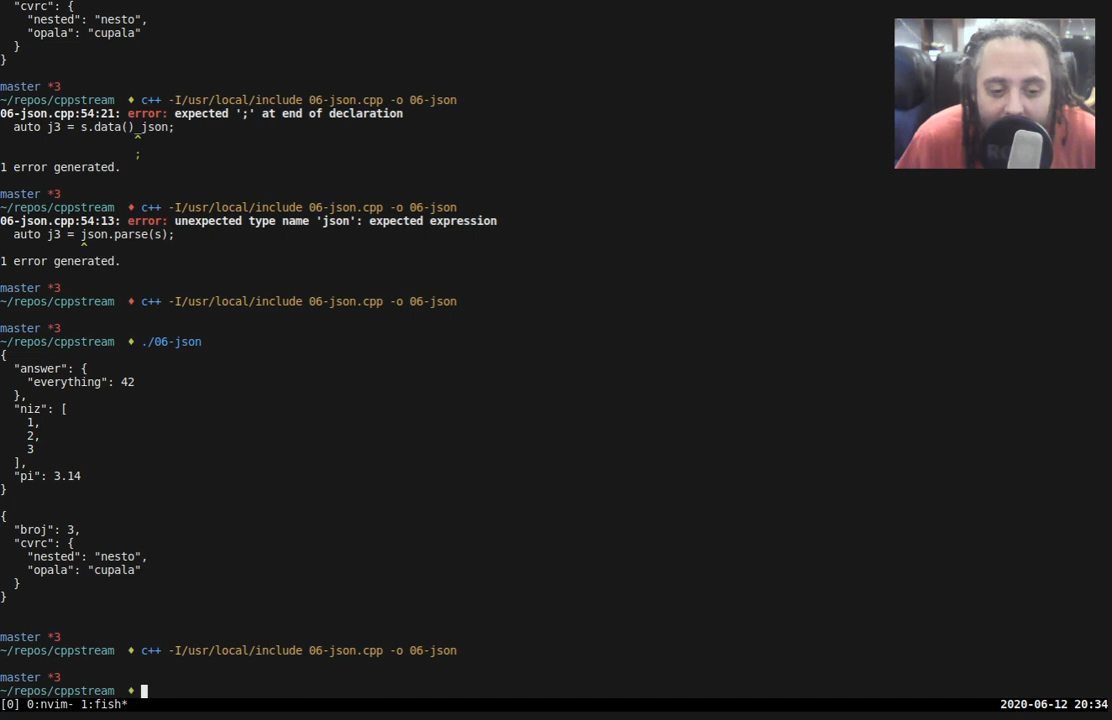 "cvrc": {
"nested": "nesto",
"opala": "cupala"
}
}
master *3
~/repos/cppstream ♦ c++ -I/usr/local/include 06-json.cpp -o 06-json
06-json.cpp:54:21: error: expected ';' at end of declaration
auto j3 = s.data()_json;
^
;
1 error generated.
master *3
~/repos/cppstream ♦ c++ -I/usr/local/include 06-json.cpp -o 06-json
06-json.cpp:54:13: error: unexpected type name 'json': expected expression
auto j3 = json.parse(s);
^
1 error generated.
master *3
~/repos/cppstream ♦ c++ -I/usr/local/include 06-json.cpp -o 06-json
master *3
~/repos/cppstream ♦ ./06-json
{
"answer": {
"everything": 42
},
"niz": [
1,
2,
3
],
"pi": 3.14
}
{
"broj": 3,
"cvrc": {
"nested": "nesto",
"opala": "cupala"
}
}
master *3
~/repos/cppstream ♦ c++ -I/usr/local/include 06-json.cpp -o 06-json
master *3
~/repos/cppstream ♦
[0] 0:nvim- 1:fish* 2020-06-12 20:34